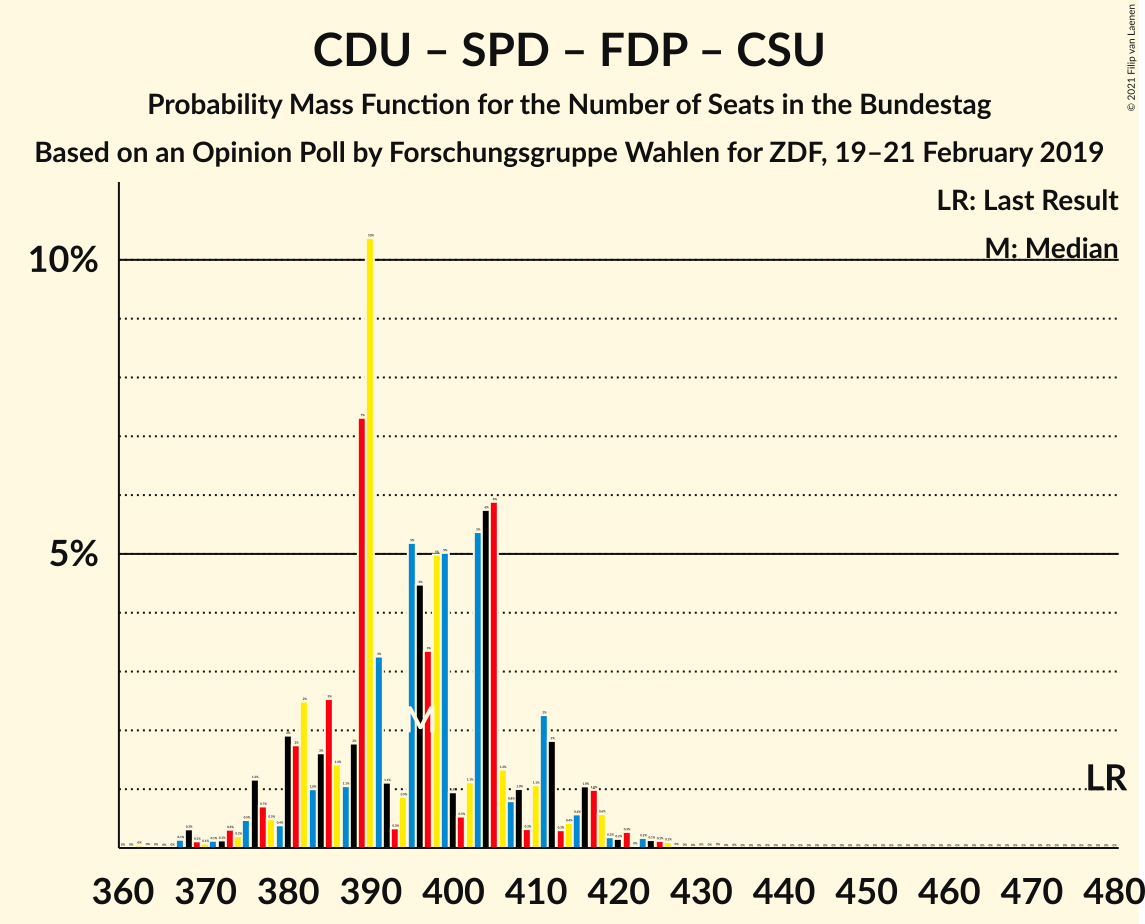 CDU – SPD – FDP – CSU
Probability Mass Function for the Number of Seats in the Bundestag
Based on an Opinion Poll by Forschungsgruppe Wahlen for ZDF, 19–21 February 2019
© 2021 Filip van Laenen
LR: Last Result
M: Median
10%
5%
M
LR
360 370 380 390 400 410 420 430 440 450 460 470 480